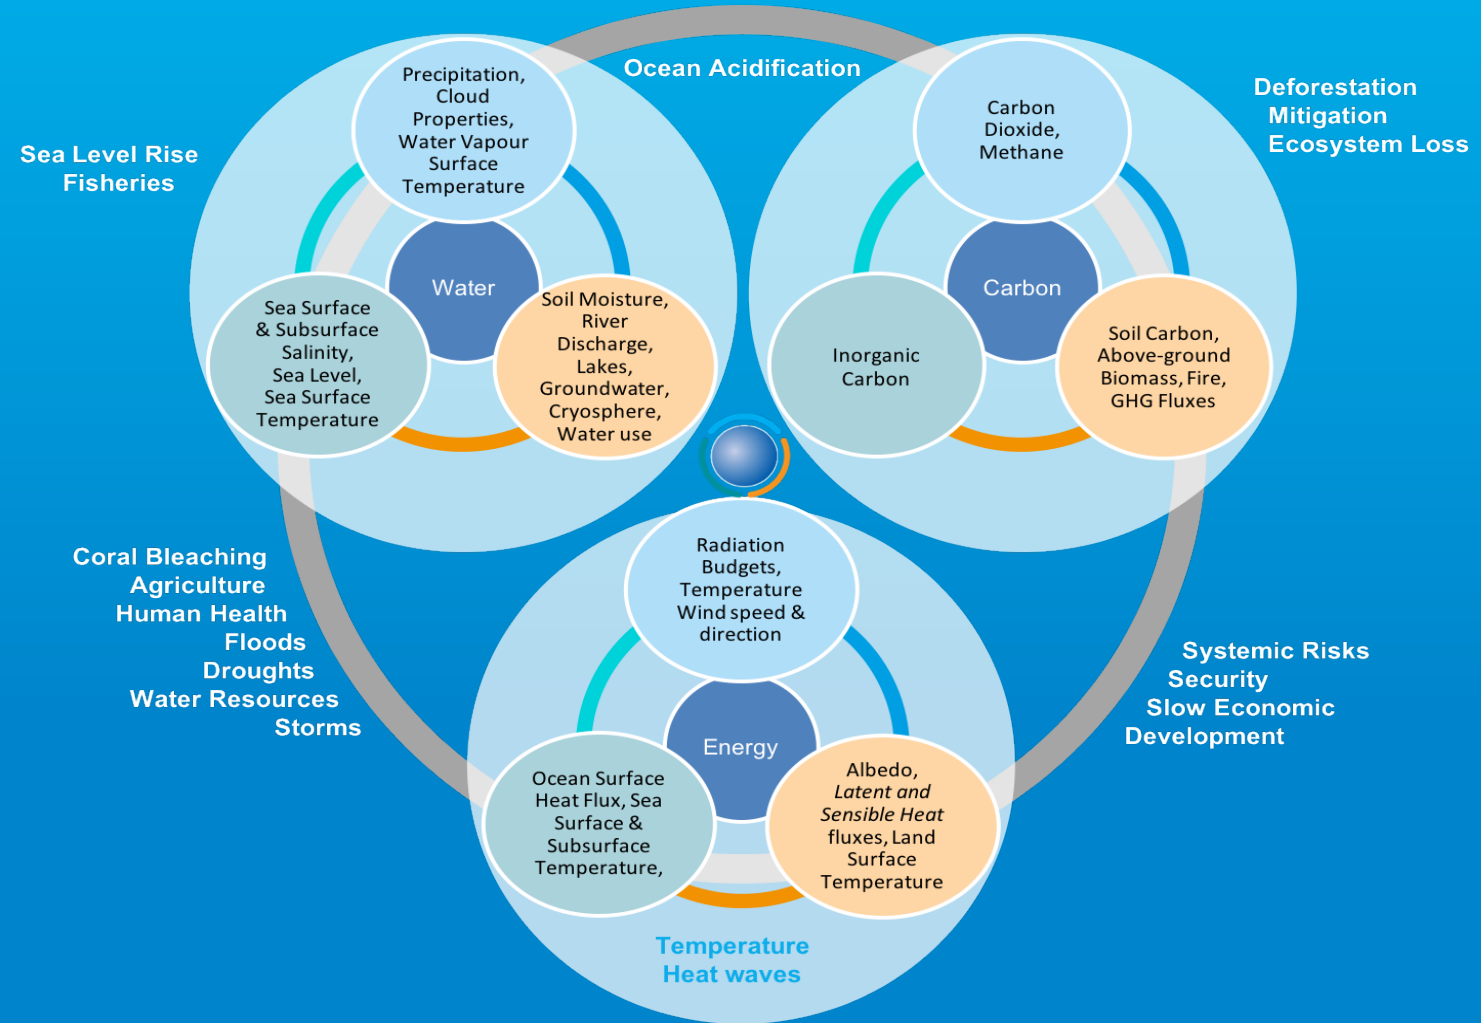 Ocean Acidification
Sea Level Rise
Fisheries
Precipitation,
Cloud
Properties,
Water Vapour
Surface
Temperature
Water
Sea Surface
& Subsurface
Salinity,
Sea Level,
Sea Surface
Temperature
Soil Moisture,
River
Discharge,
Lakes,
Groundwater,
Cryosphere,
Water use
Deforestation
Mitigation
Ecosystem Loss
Carbon
Dioxide,
Methane
Carbon
Inorganic
Carbon
Soil Carbon,
Above-ground
Biomass, Fire,
GHG Fluxes
Coral Bleaching
Agriculture
Human Health
Floods
Droughts
Water Resources
Storms
Radiation
Budgets,
Temperature
Wind speed &
direction
Energy
Ocean Surface
Heat Flux, Sea
Surface &
Subsurface
Temperature,
Albedo,
Latent and
Sensible Heat
fluxes, Land
Surface
Temperature
Systemic Risks
Security
Slow Economic
Development
Temperature
Heat waves